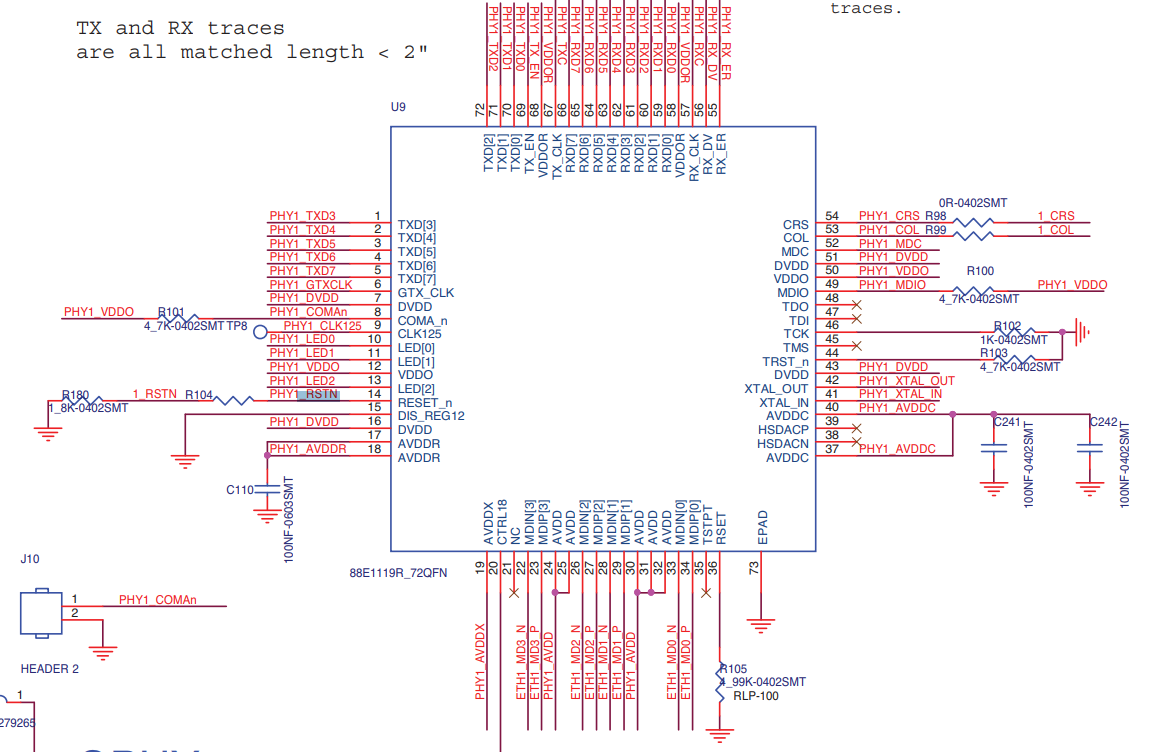 traces.
TX and RX traces
are all matched length < 2"
PHY1_TXD2
PHY1_TXD1
PHY1_TXD0
PHY1_TX_EN
PHY1_VDDOR
PHY1_TXC
PHY1_RXD7
PHY1_RXD6
PHY1_RXD5
PHY1_RXD4
PHY1_RXD3
PHY1_RXD2
PHY1_RXD1
PHY1_RXD0
PHY1_VDDOR
PHY1_RXC
PHY1_RX_DV
PHY1_RX_ER
U9
72 71 70 69 68 67 66 65 64 63 62 61 60 59 58 57 56 55
TXD[2]
TXD[1]
TXD[0]
TX_EN
VDDOR
TX_CLK
RXD[7]
RXD[6]
RXD[5]
RXD[4]
RXD[3]
RXD[2]
RXD[1]
RXD[0]
VDDOR
RX_CLK
RX_DV
RX_ER
PHY1_TXD3 1 TXD[3]
PHY1_TXD4 2 TXD[4]
PHY1_TXD5 3 TXD[5]
PHY1_TXD6 4 TXD[6]
PHY1_TXD7 5 TXD[7]
PHY1_GTXCLK 6 GTX_CLK
PHY1_DVDD 7 DVDD
PHY1_VDDO R101 4_7K-0402SMT PHY1_COMAn 8 COMA_n
TP8 PHY1_CLK125 9 CLK125
PHY1_LED0 10 LED[0]
PHY1_LED1 11 LED[1]
PHY1_VDDO 12 VDDO
PHY1_LED2 13 LED[2]
R180 1_8K-0402SMT 1_RSTN R104 PHY1_RSTN 14 RESET_n
15 DIS_REG12
PHY1_DVDD 16 DVDD
17 AVDDR
PHY1_AVDDR 18 AVDDR
C110
100NF-0603SMT
0R-0402SMT
CRS 54 PHY1_CRS R98 1_CRS
COL 53 PHY1_COL R99 1_COL
MDC 52 PHY1_MDC
DVDD 51 PHY1_DVDD
VDDO 50 PHY1_VDDO
R100
MDIO 49 PHY1_MDIO 4_7K-0402SMT PHY1_VDDO
TDO 48
TDI 47
TCK 46 R102 1K-0402SMT
TMS 45
TRST_n 44 R103 4_7K-0402SMT
DVDD 43 PHY1_DVDD
XTAL_OUT 42 PHY1_XTAL_OUT
XTAL_IN 41 PHY1_XTAL_IN
AVDDC 40 PHY1_AVDDC
HSDACP 39
HSDACN 38
AVDDC 37 PHY1_AVDDC
C241
100NF-0402SMT
C242
100NF-0402SMT
AVDDX
CTRL18
NC
MDIN[3]
MDIP[3]
AVDD
AVDD
MDIN[2]
MDIP[2]
MDIN[1]
MDIP[1]
AVDD
AVDD
AVDD
MDIN[0]
MDIP[0]
TSTPT
RSET
EPAD
88E1119R_72QFN
19 20 21 22 23 24 25 26 27 28 29 30 31 32 33 34 35 36 73
PHY1_AVDDX
ETH1_MD3_N
ETH1_MD3_P
PHY1_AVDD
ETH1_MD2_N
ETH1_MD2_P
ETH1_MD1_N
ETH1_MD1_P
PHY1_AVDD
ETH1_MD0_N
ETH1_MD0_P
R105
4_99K-0402SMT
RLP-100
J10
1 PHY1_COMAn
2
HEADER 2
1
279265